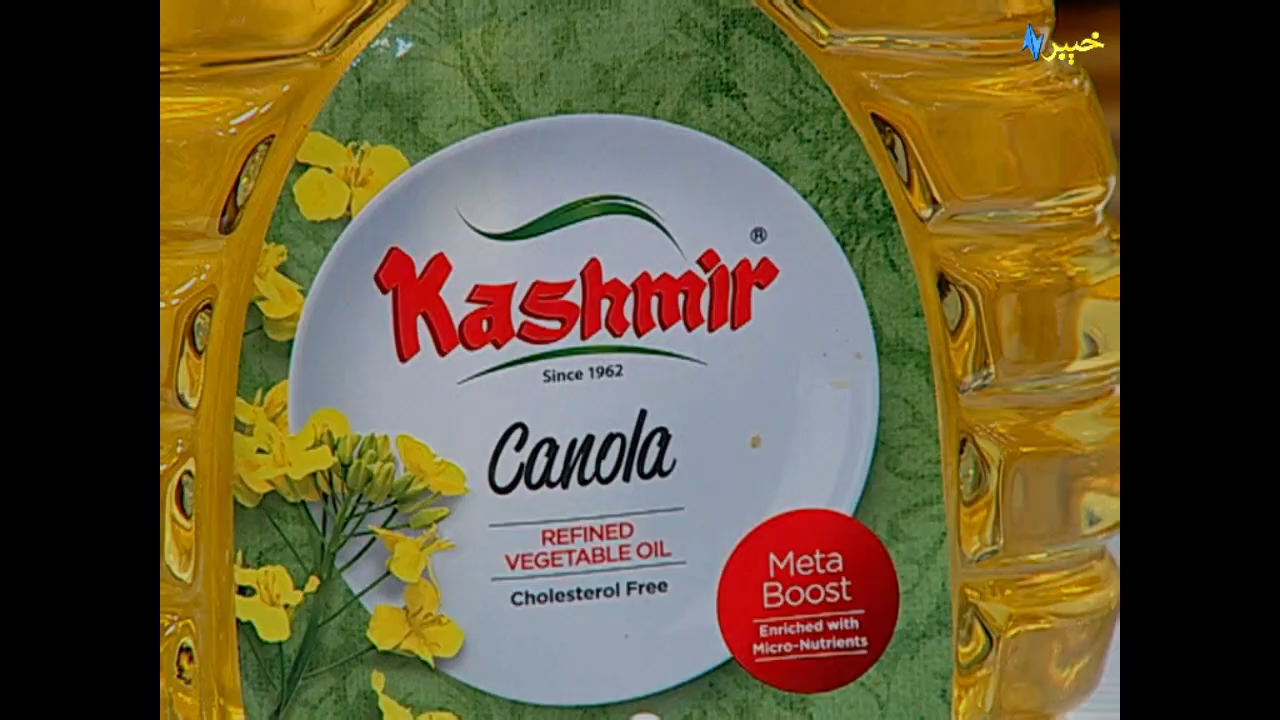 خیبر
Kashmir®
Since 1962
Canola
REFINED
VEGETABLE OIL
Cholesterol Free
Meta
Boost
Enriched with
Micro-Nutrients